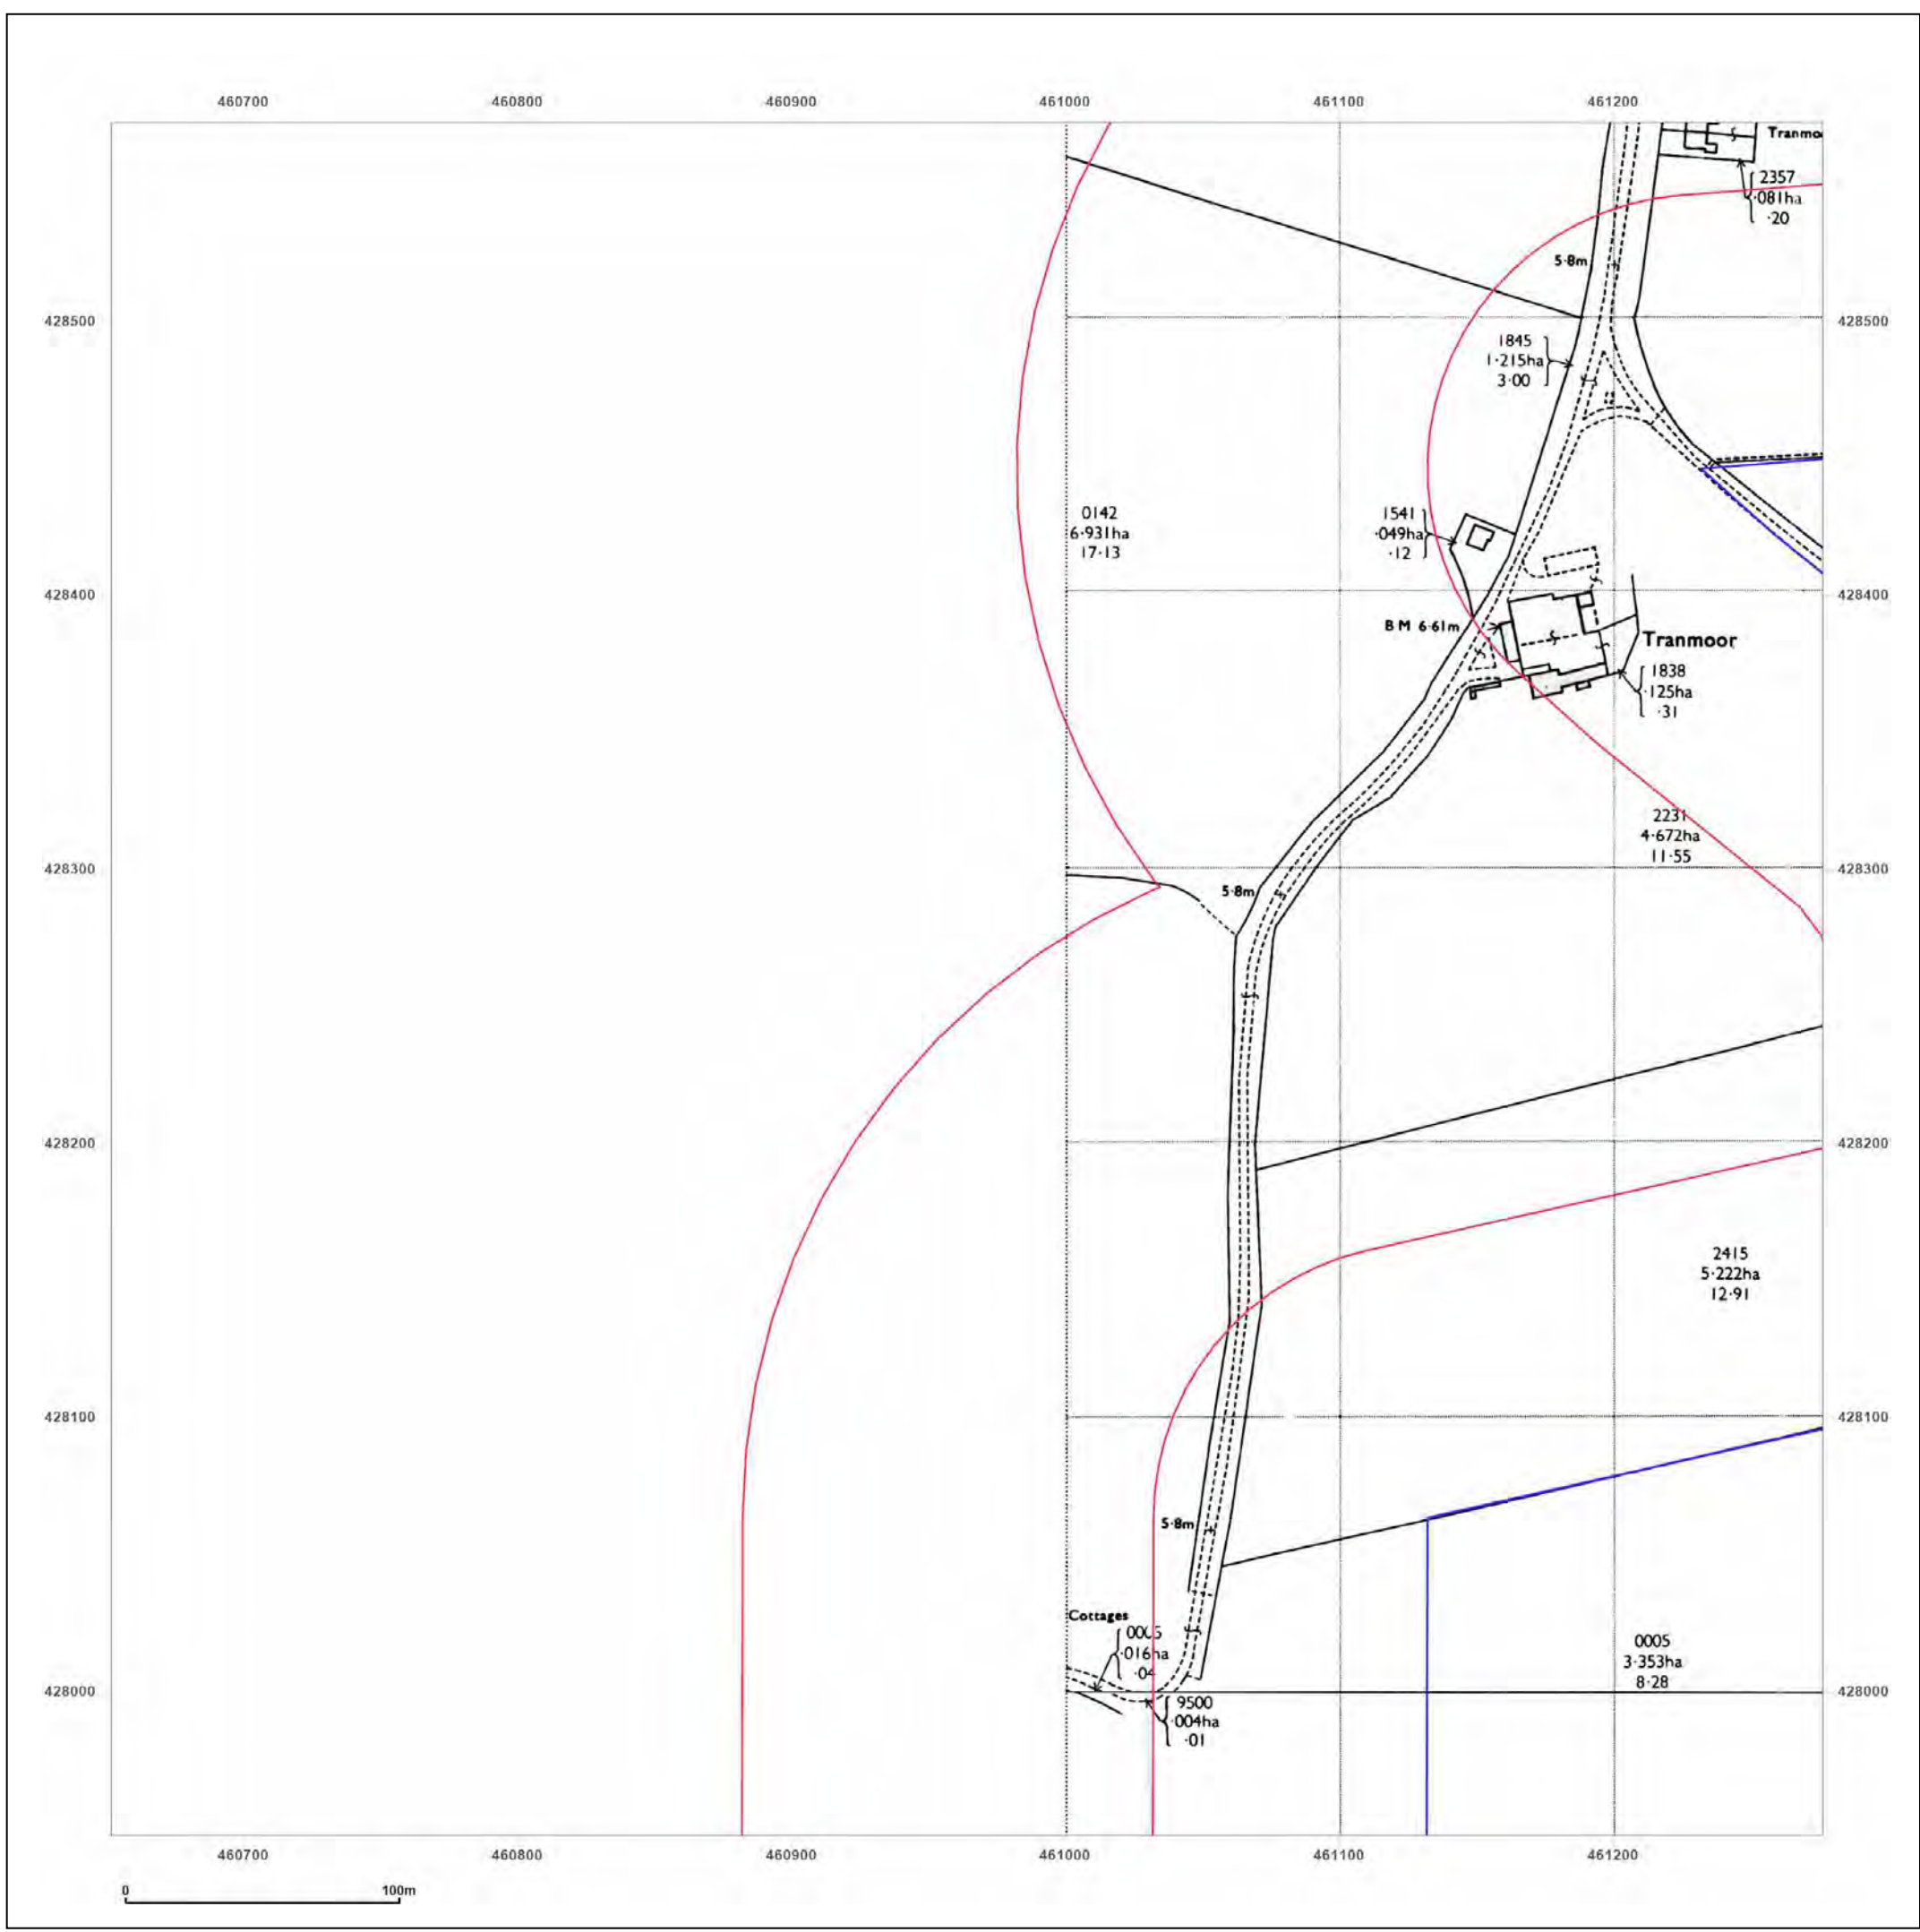 460700 460800 460900 461000 461100 461200
Tranmo
2357
·081ha
·20
5·8m
428500 428500
1845
1·215ha
3·00
0142
6·931ha
17·13
1541
·049ha
·12
428400 428400
B M 6·61m
Tranmoor
1838
·125ha
·31
2231
4·672ha
11·55
428300 428300
5·8m
428200 428200
2415
5·222ha
12·91
428100 428100
5·8m
Cottages
0005
·016ha
·04
0005
3·353ha
8·28
428000 428000
9500
·004ha
·01
460700 460800 460900 461000 461100 461200
0 100m